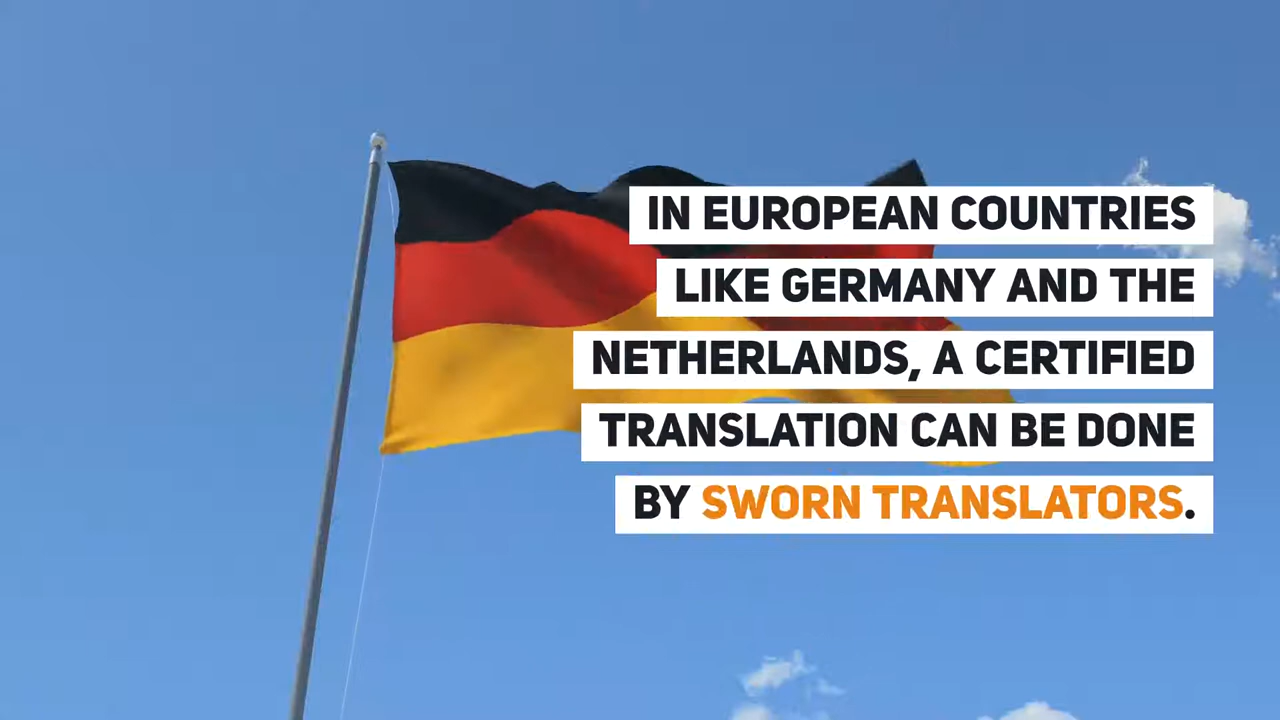 IN EUROPEAN COUNTRIES
LIKE GERMANY AND THE
NETHERLANDS, A CERTIFIED
TRANSLATION CAN BE DONE
BY SWORN TRANSLATORS.